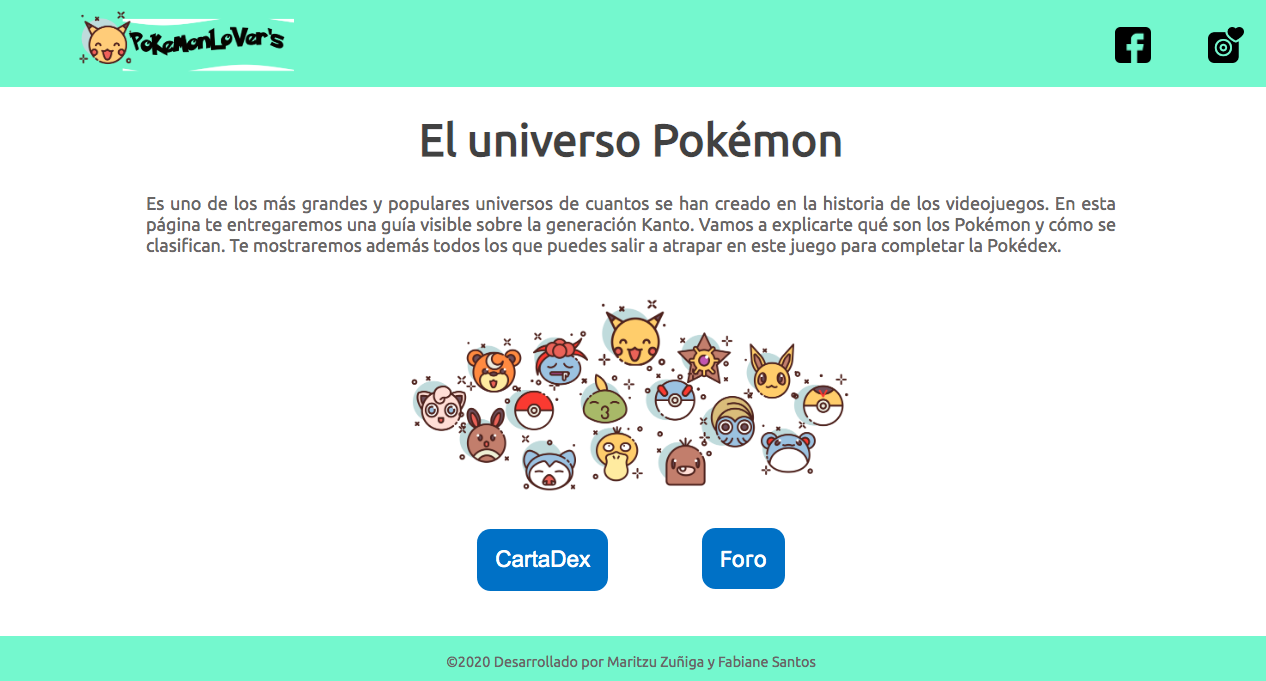 PoKeMonLoVer's
El universo Pokémon
Es uno de los más grandes y populares universos de cuantos se han creado en la historia de los videojuegos. En esta
página te entregaremos una guía visible sobre la generación Kanto. Vamos a explicarte qué son los Pokémon y cómo se
clasifican. Te mostraremos además todos los que puedes salir a atrapar en este juego para completar la Pokédex.
CartaDex
Foro
©2020 Desarrollado por Maritzu Zuñiga y Fabiane Santos